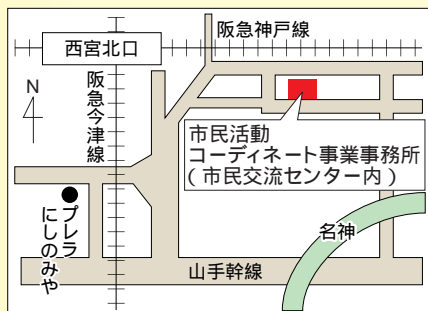 阪急神戸線
西宮北口
阪急今津線
N
市民活動
コーディネート事業事務所
(市民交流センター内)
プレラ
にしのみや
名神
山手幹線